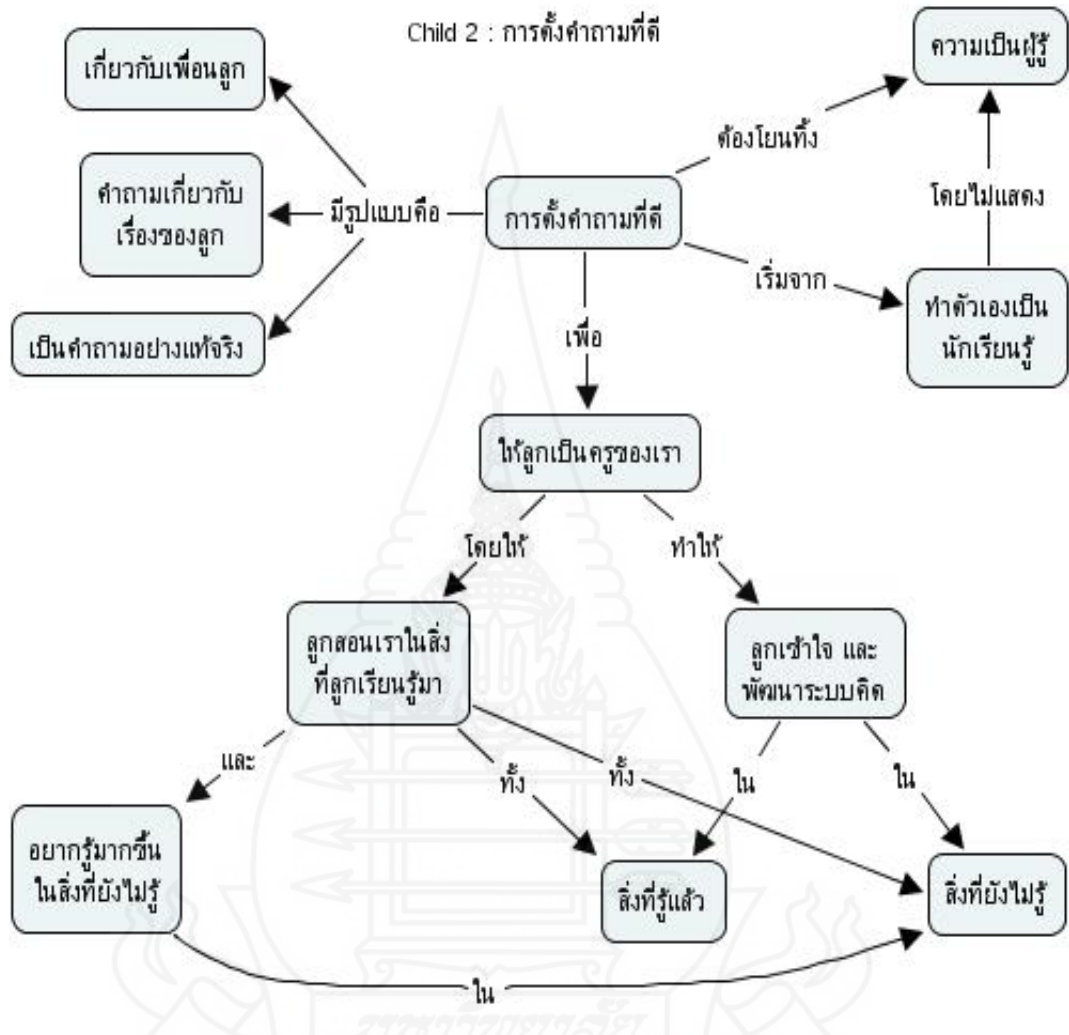 Child 2 : การตั้งคำถามที่ดี
เกี่ยวกับเพื่อนลูก
ความเป็นผู้รู้
ต้องโยนทิ้ง
คำถามเกี่ยวกับ
เรื่องของลูก
มีรูปแบบคือ
การตั้งคำถามที่ดี
โดยไม่แสดง
เริ่มจาก
ทำตัวเองเป็น
นักเรียนรู้
เป็นคำถามอย่างแท้จริง
เพื่อ
ให้ลูกเป็นครูของเรา
โดยให้
ทำให้
ลูกสอนเราในสิ่ง
ที่ลูกเรียนรู้มา
ลูกเข้าใจ และ
พัฒนาระบบคิด
และ
ทั้ง
ทั้ง
ใน
ใน
อยากรู้มากขึ้น
ในสิ่งที่ยังไม่รู้
สิ่งที่รู้แล้ว
สิ่งที่ยังไม่รู้
ใน